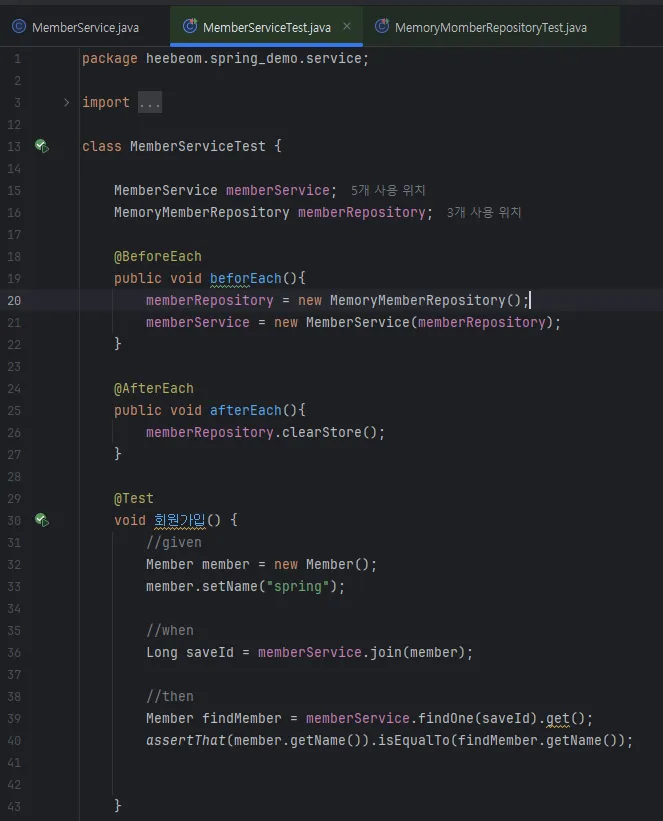 MemberService.java
MemberServiceTest.java
MemoryMomberRepositoryTest.java
1 package heebeom.spring_demo.service;
2
3 import ...
12
13 class MemberServiceTest {
14
15 MemberService memberService; 5개 사용 위치
16 MemoryMemberRepository memberRepository; 3개 사용 위치
17
18 @BeforeEach
19 public void beforEach(){
20 memberRepository = new MemoryMemberRepository();
21 memberService = new MemberService(memberRepository);
22 }
23
24 @AfterEach
25 public void afterEach(){
26 memberRepository.clearStore();
27 }
28
29 @Test
30 void 회원가입() {
31 //given
32 Member member = new Member();
33 member.setName("spring");
34
35 //when
36 Long saveId = memberService.join(member);
37
38 //then
39 Member findMember = memberService.findOne(saveId).get();
40 assertThat(member.getName()).isEqualTo(findMember.getName());
41
42
43 }